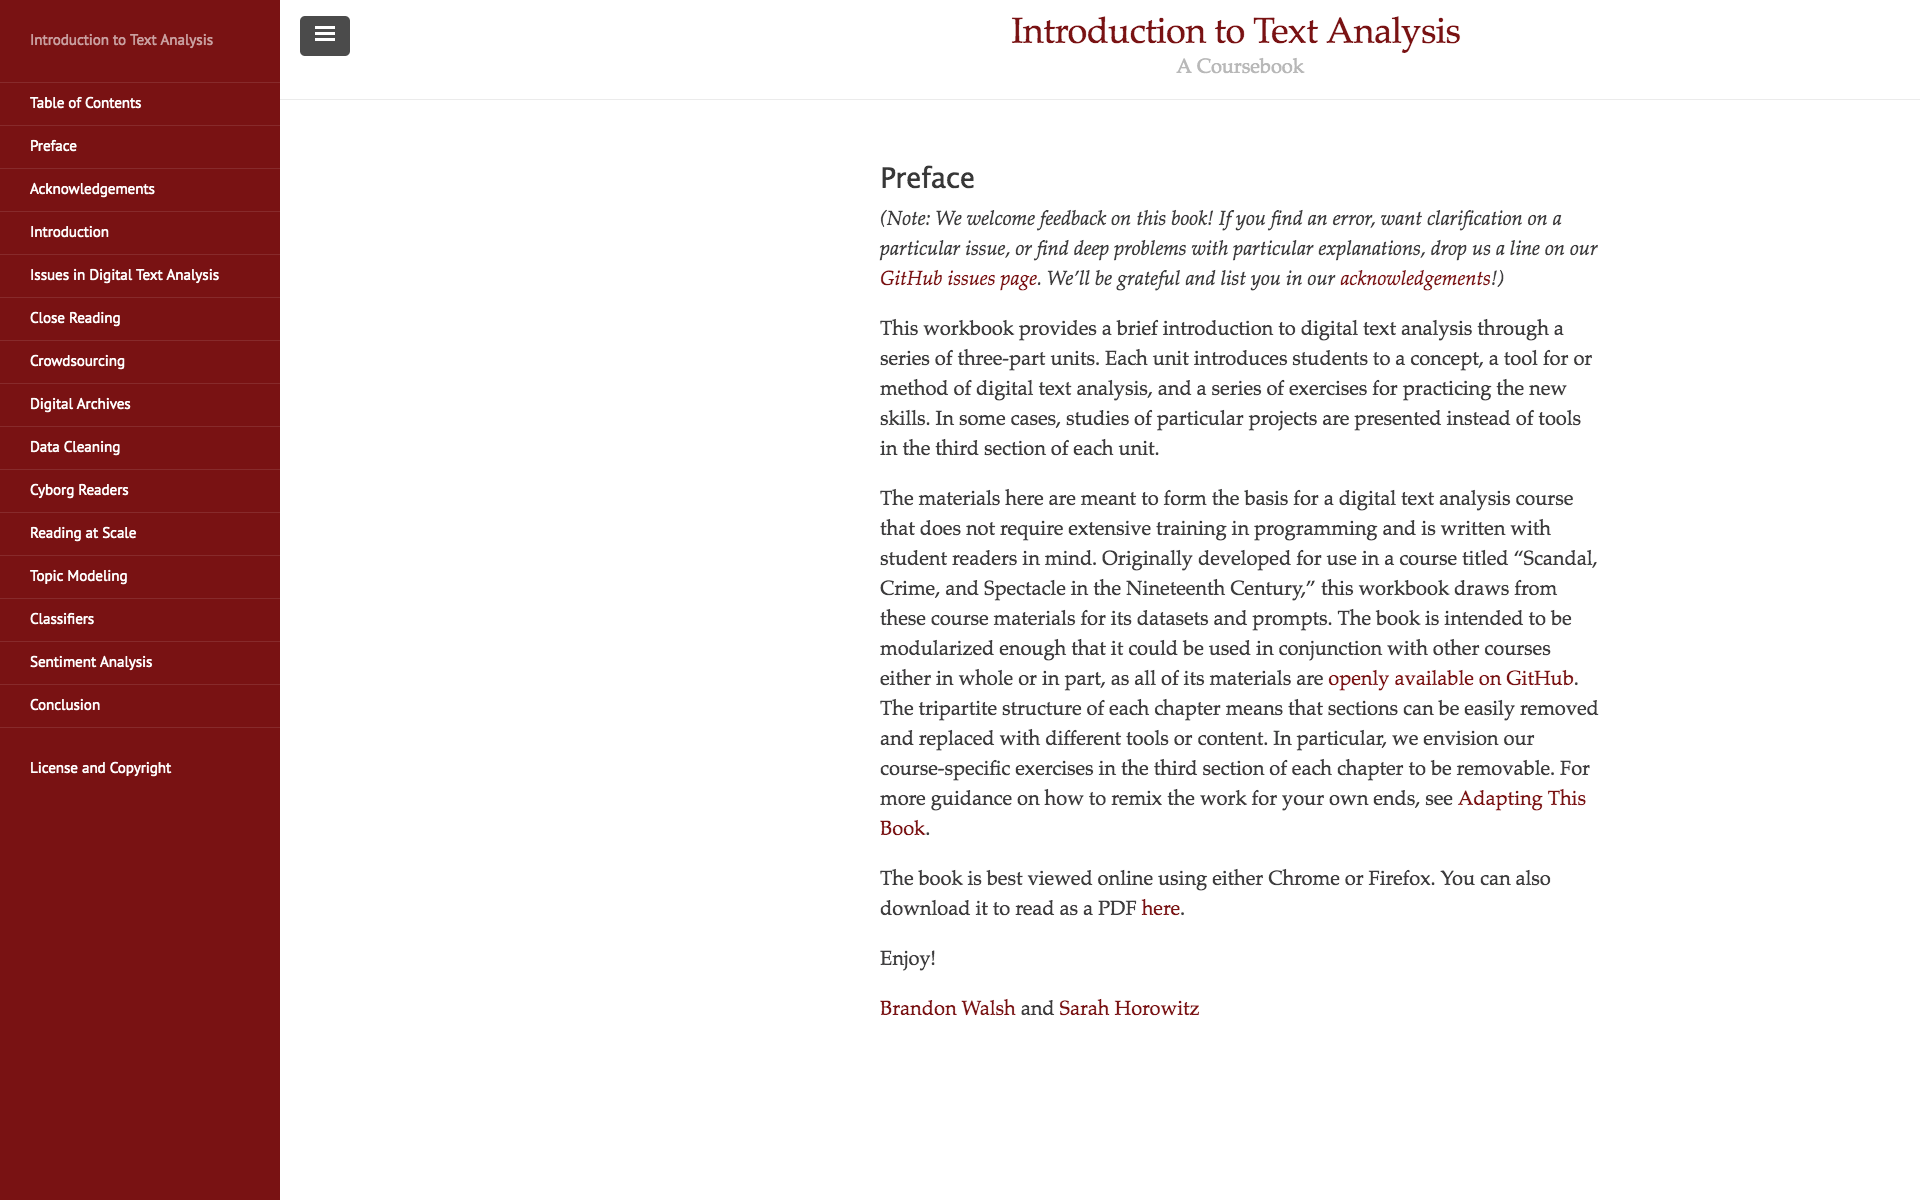 Introduction to Text Analysis
Table of Contents
Preface
Acknowledgements
Introduction
Issues in Digital Text Analysis
Close Reading
Crowdsourcing
Digital Archives
Data Cleaning
Cyborg Readers
Reading at Scale
Topic Modeling
Classifiers
Sentiment Analysis
Conclusion
License and Copyright
Introduction to Text Analysis
A Coursebook
Preface
(Note: We welcome feedback on this book! If you find an error, want clarification on a
particular issue, or find deep problems with particular explanations, drop us a line on our
GitHub issues page. We’ll be grateful and list you in our acknowledgements!)
This workbook provides a brief introduction to digital text analysis through a
series of three-part units. Each unit introduces students to a concept, a tool for or
method of digital text analysis, and a series of exercises for practicing the new
skills. In some cases, studies of particular projects are presented instead of tools
in the third section of each unit.
The materials here are meant to form the basis for a digital text analysis course
that does not require extensive training in programming and is written with
student readers in mind. Originally developed for use in a course titled “Scandal,
Crime, and Spectacle in the Nineteenth Century,” this workbook draws from
these course materials for its datasets and prompts. The book is intended to be
modularized enough that it could be used in conjunction with other courses
either in whole or in part, as all of its materials are openly available on GitHub.
The tripartite structure of each chapter means that sections can be easily removed
and replaced with different tools or content. In particular, we envision our
course-specific exercises in the third section of each chapter to be removable. For
more guidance on how to remix the work for your own ends, see Adapting This
Book.
The book is best viewed online using either Chrome or Firefox. You can also
download it to read as a PDF here.
Enjoy!
Brandon Walsh and Sarah Horowitz